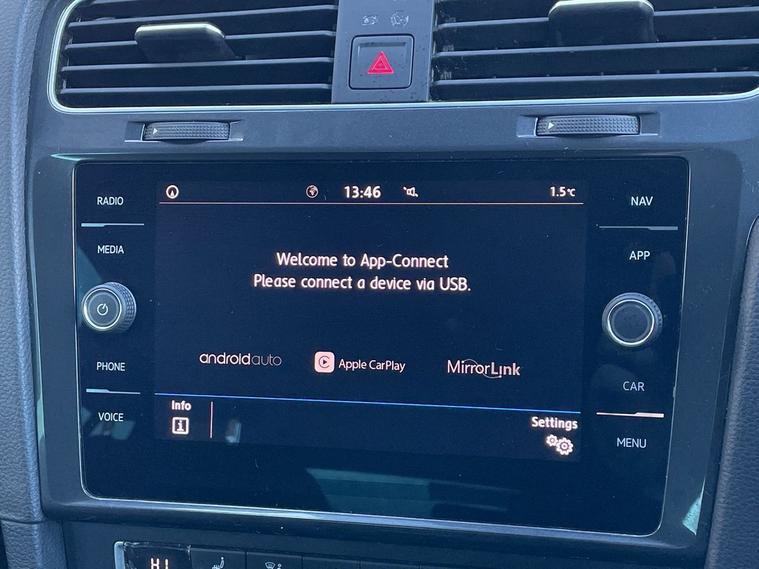 RADIO
MEDIA
PHONE
VOICE
13:46
1.5°C
Welcome to App-Connect
Please connect a device via USB.
androidauto
Apple CarPlay
MirrorLink
Info
i
Settings
NAV
APP
CAR
MENU
HI